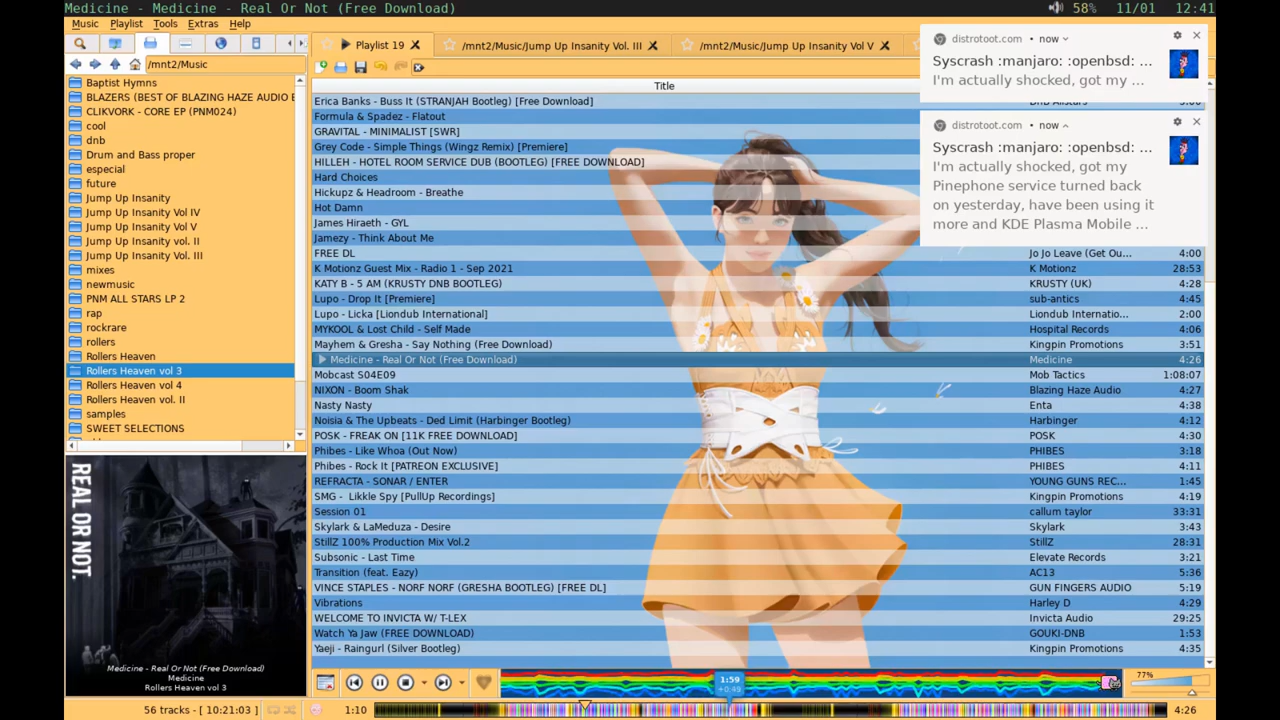 Medicine - Medicine - Real Or Not (Free Download)
58% 11/01 12:41
Music Playlist Tools Extras Help
Playlist 19
/mnt2/Music/Jump Up Insanity Vol. III
/mnt2/Music/Jump Up Insanity Vol V
/mnt2/Music
Baptist Hymns
BLAZERS (BEST OF BLAZING HAZE AUDIO E
CLIKVORK - CORE EP (PNM024)
cool
dnb
Drum and Bass proper
especial
future
Jump Up Insanity
Jump Up Insanity Vol IV
Jump Up Insanity Vol V
Jump Up Insanity vol. II
Jump Up Insanity Vol. III
mixes
newmusic
PNM ALL STARS LP 2
rap
rockrare
rollers
Rollers Heaven
Rollers Heaven vol 3
Rollers Heaven vol 4
Rollers Heaven vol. II
samples
SWEET SELECTIONS
REAL OR NOT.
Medicine - Real Or Not (Free Download)
Medicine
Rollers Heaven vol 3
56 tracks - [ 10:21:03 ]
Title
Erica Banks - Buss It (STRANJAH Bootleg) [Free Download]
Formula & Spadez - Flatout
GRAVITAL - MINIMALIST [SWR]
Grey Code - Simple Things (Wingz Remix) [Premiere]
HILLEH - HOTEL ROOM SERVICE DUB (BOOTLEG) [FREE DOWNLOAD]
Hard Choices
Hickupz & Headroom - Breathe
Hot Damn
James Hiraeth - GYL
Jamezy - Think About Me
FREE DL Jo Jo Leave (Get Ou... 4:00
K Motionz Guest Mix - Radio 1 - Sep 2021 K Motionz 28:53
KATY B - 5 AM (KRUSTY DNB BOOTLEG) KRUSTY (UK) 4:28
Lupo - Drop It [Premiere] sub-antics 4:45
Lupo - Licka [Liondub International] Liondub Internatio... 2:00
MYKOOL & Lost Child - Self Made Hospital Records 4:06
Mayhem & Gresha - Say Nothing (Free Download) Kingpin Promotions 3:51
Medicine - Real Or Not (Free Download) Medicine 4:26
Mobcast S04E09 Mob Tactics 1:08:07
NIXON - Boom Shak Blazing Haze Audio 4:27
Nasty Nasty Enta 4:38
Noisia & The Upbeats - Ded Limit (Harbinger Bootleg) Harbinger 4:12
POSK - FREAK ON [11K FREE DOWNLOAD] POSK 4:30
Phibes - Like Whoa (Out Now) PHIBES 3:18
Phibes - Rock It [PATREON EXCLUSIVE] PHIBES 4:11
REFRACTA - SONAR / ENTER YOUNG GUNS REC... 1:45
SMG - Likkle Spey [PullUp Recordings] Kingpin Promotions 4:19
Session 01 callum taylor 33:31
Skylark & LaMeduza - Desire Skylark 3:43
StillZ 100% Production Mix Vol.2 StillZ 28:31
Subsonic - Last Time Elevate Records 3:21
Transition (feat. Eazy) AC13 5:36
VINCE STAPLES - NORF NORF (GRESHA BOOTLEG) [FREE DL] GUN FINGERS AUDIO 5:19
Vibrations Harley D 4:29
WELCOME TO INVICTA W/ T-LEX Invicta Audio 29:25
Watch Ya Jaw (FREE DOWNLOAD) GOUKI-DNB 1:53
Yaeji - Raingurl (Silver Bootleg) Kingpin Promotions 4:35
distrotoot.com • now
Syscrash :manjaro: :openbsd: ...
I'm actually shocked, got my ...
distrotoot.com • now
Syscrash :manjaro: :openbsd: ...
I'm actually shocked, got my
Pinephone service turned back
on yesterday, have been using it
more and KDE Plasma Mobile ...
1:59
+0:49
77%
1:10
4:26